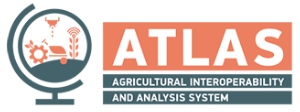 ATLAS
AGRICULTURAL INTEROPERABILITY
AND ANALYSIS SYSTEM